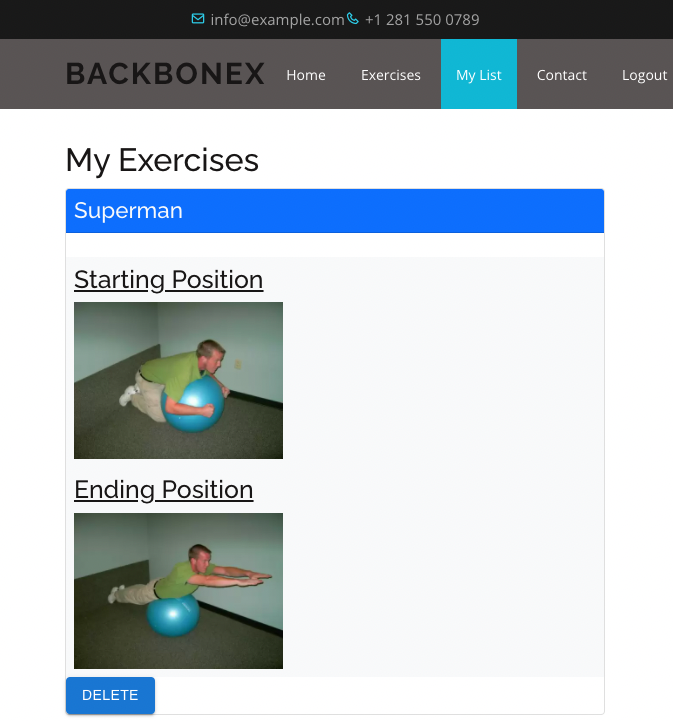 info@example.com +1 281 550 0789
BACKBONEX Home Exercises My List Contact Logout
My Exercises
Superman
Starting Position
Ending Position
DELETE